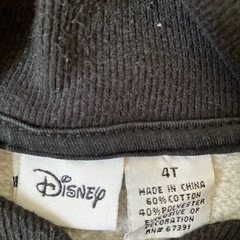 Disney
4T
MADE IN CHINA
60% COTTON
40% POLYESTER
EXCLUSIVE OF
DECORATION
RN# 67391